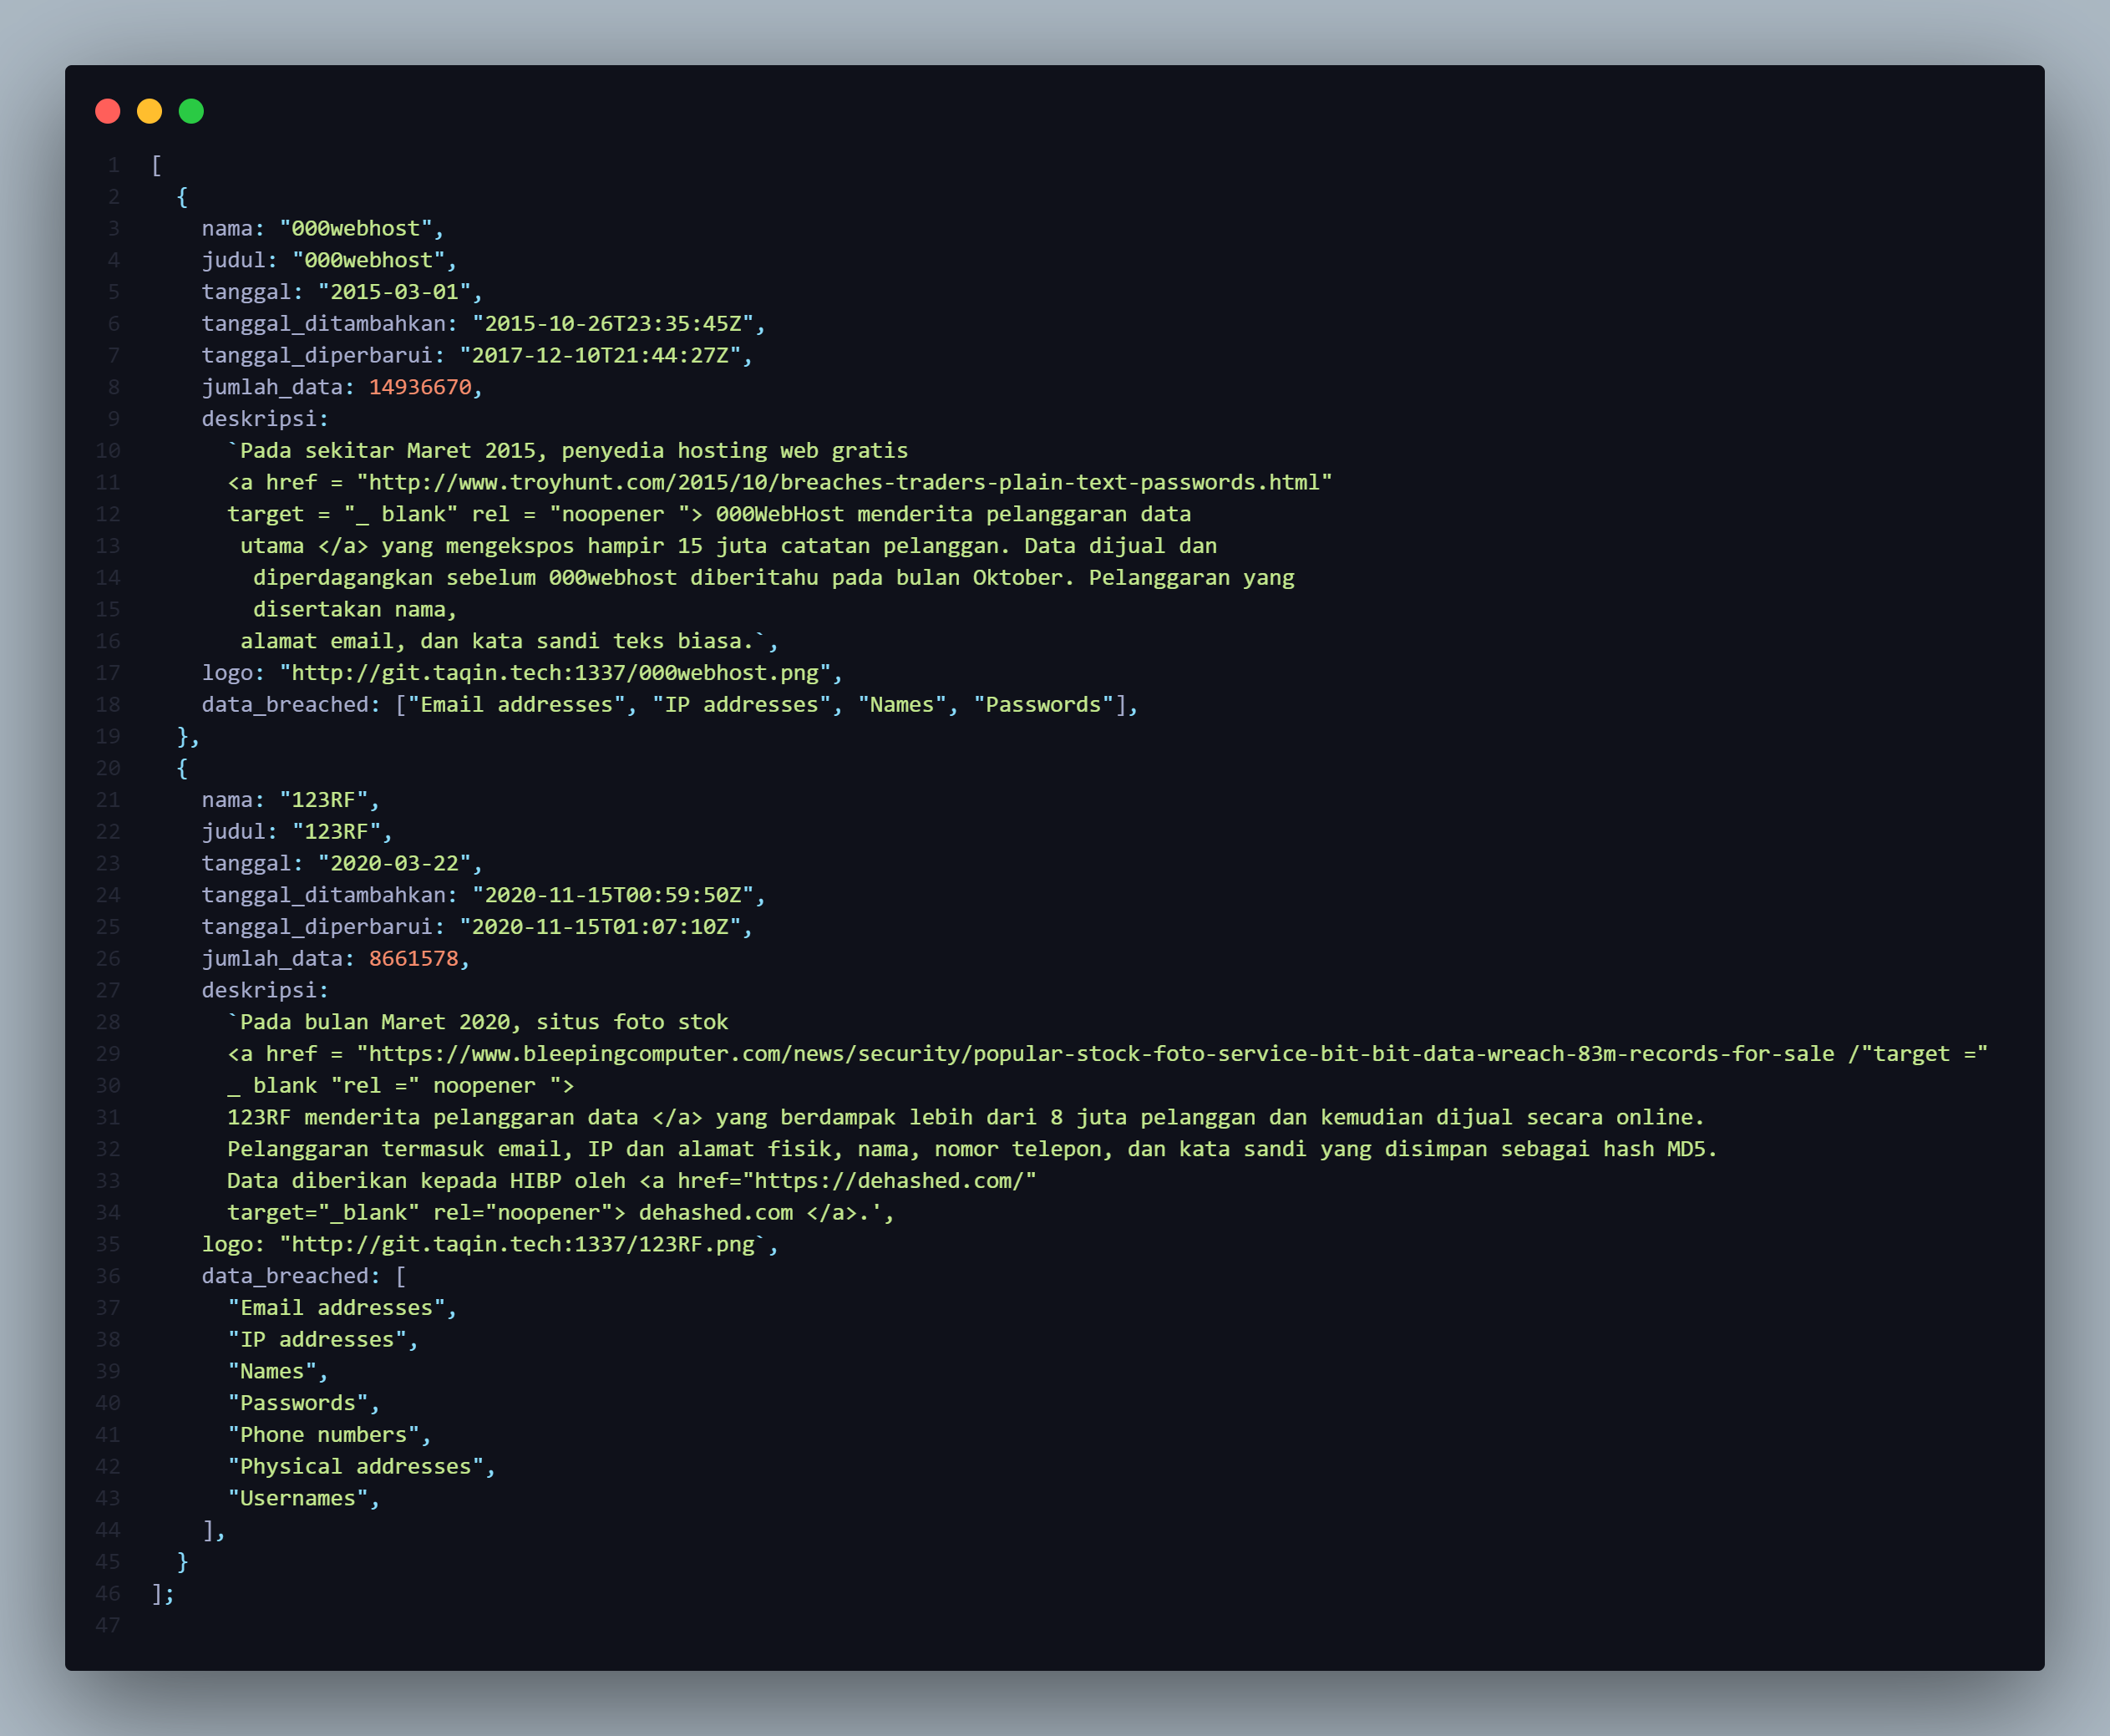 1 [
2   {
3     nama: "000webhost",
4     judul: "000webhost",
5     tanggal: "2015-03-01",
6     tanggal_ditambahkan: "2015-10-26T23:35:45Z",
7     tanggal_diperbarui: "2017-12-10T21:44:27Z",
8     jumlah_data: 14936670,
9     deskripsi:
10       `Pada sekitar Maret 2015, penyedia hosting web gratis
11       <a href = "http://www.troyhunt.com/2015/10/breaches-traders-plain-text-passwords.html"
12       target = "_ blank" rel = "noopener "> 000WebHost menderita pelanggaran data
13        utama </a> yang mengekspos hampir 15 juta catatan pelanggan. Data dijual dan
14         diperdagangkan sebelum 000webhost diberitahu pada bulan Oktober. Pelanggaran yang
15         disertakan nama,
16        alamat email, dan kata sandi teks biasa.`,
17     logo: "http://git.taqin.tech:1337/000webhost.png",
18     data_breached: ["Email addresses", "IP addresses", "Names", "Passwords"],
19   },
20   {
21     nama: "123RF",
22     judul: "123RF",
23     tanggal: "2020-03-22",
24     tanggal_ditambahkan: "2020-11-15T00:59:50Z",
25     tanggal_diperbarui: "2020-11-15T01:07:10Z",
26     jumlah_data: 8661578,
27     deskripsi:
28       `Pada bulan Maret 2020, situs foto stok
29       <a href = "https://www.bleepingcomputer.com/news/security/popular-stock-foto-service-bit-bit-data-wreach-83m-records-for-sale /"target ="
30       _ blank "rel =" noopener ">
31       123RF menderita pelanggaran data </a> yang berdampak lebih dari 8 juta pelanggan dan kemudian dijual secara online.
32       Pelanggaran termasuk email, IP dan alamat fisik, nama, nomor telepon, dan kata sandi yang disimpan sebagai hash MD5.
33       Data diberikan kepada HIBP oleh <a href="https://dehashed.com/"
34       target="_blank" rel="noopener"> dehashed.com </a>.',
35     logo: "http://git.taqin.tech:1337/123RF.png`,
36     data_breached: [
37       "Email addresses",
38       "IP addresses",
39       "Names",
40       "Passwords",
41       "Phone numbers",
42       "Physical addresses",
43       "Usernames",
44     ],
45   }
46 ];
47